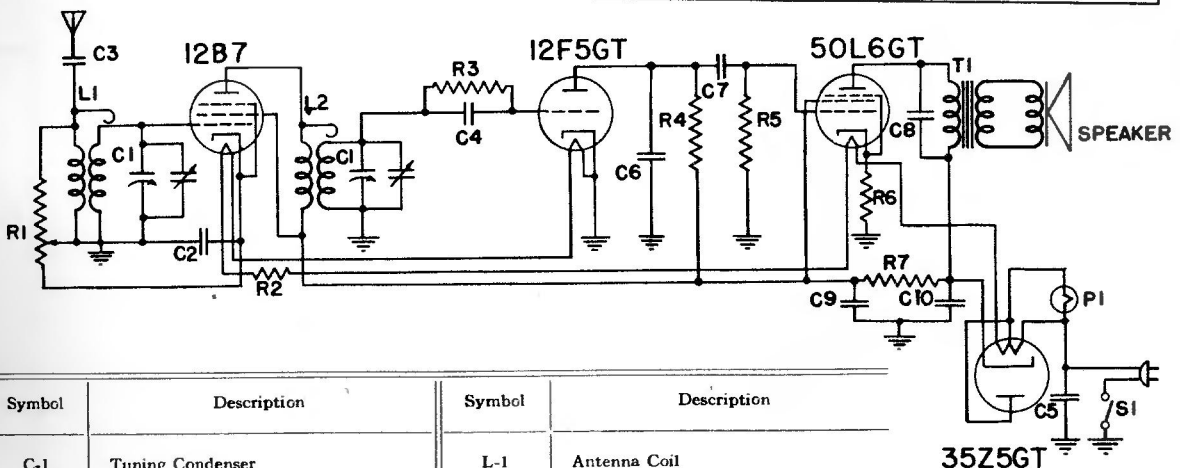 C3
12B7
12F5GT
50L6GT
L1
L2
R3
C4
C7
T1
C1
C1
R4
R5
C8
SPEAKER
C6
R6
R1
C2
R2
R7
C9
C10
P1
C5
S1
35Z5GT
Symbol Description Symbol Description
C-1 Tuning Condenser L-1 Antenna Coil